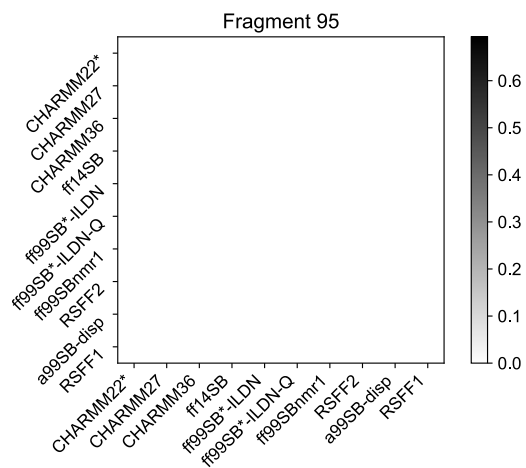 Fragment 95
CHARMM22*
CHARMM27
CHARMM36
ff14SB
ff99SB*-ILDN
ff99SB*-ILDN-Q
ff99SBnmr1
RSFF2
a99SB-disp
RSFF1
CHARMM22*
CHARMM27
CHARMM36
ff14SB
ff99SB*-ILDN
ff99SB*-ILDN-Q
ff99SBnmr1
RSFF2
a99SB-disp
RSFF1
0.6
0.5
0.4
0.3
0.2
0.1
0.0